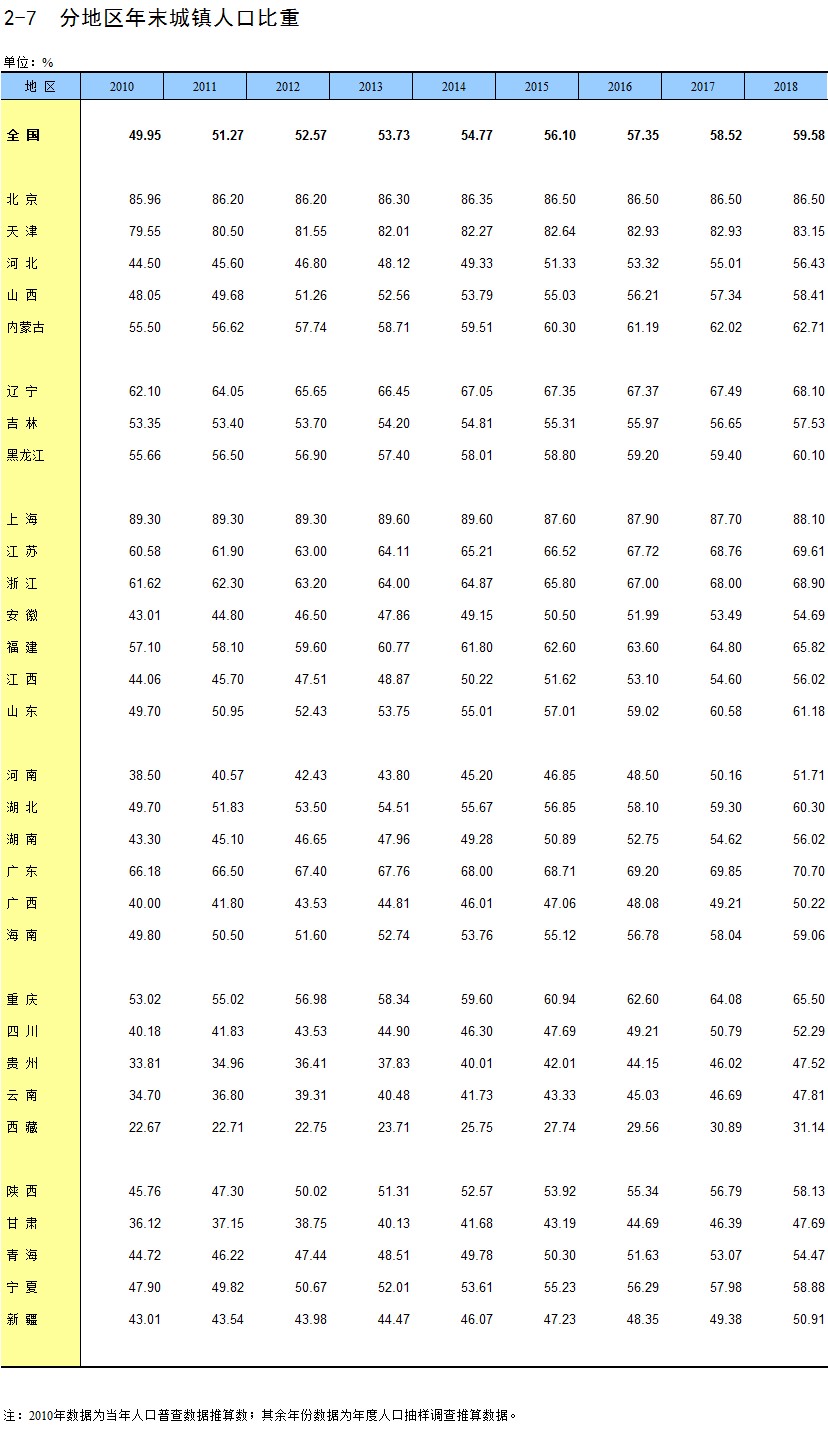 2-7 分地区年末城镇人口比重
单位：%
地 区 2010 2011 2012 2013 2014 2015 2016 2017 2018
全 国 49.95 51.27 52.57 53.73 54.77 56.10 57.35 58.52 59.58
北 京 85.96 86.20 86.20 86.30 86.35 86.50 86.50 86.50 86.50
天 津 79.55 80.50 81.55 82.01 82.27 82.64 82.93 82.93 83.15
河 北 44.50 45.60 46.80 48.12 49.33 51.33 53.32 55.01 56.43
山 西 48.05 49.68 51.26 52.56 53.79 55.03 56.21 57.34 58.41
内蒙古 55.50 56.62 57.74 58.71 59.51 60.30 61.19 62.02 62.71
辽 宁 62.10 64.05 65.65 66.45 67.05 67.35 67.37 67.49 68.10
吉 林 53.35 53.40 53.70 54.20 54.81 55.31 55.97 56.65 57.53
黑龙江 55.66 56.50 56.90 57.40 58.01 58.80 59.20 59.40 60.10
上 海 89.30 89.30 89.30 89.60 89.60 87.60 87.90 87.70 88.10
江 苏 60.58 61.90 63.00 64.11 65.21 66.52 67.72 68.76 69.61
浙 江 61.62 62.30 63.20 64.00 64.87 65.80 67.00 68.00 68.90
安 徽 43.01 44.80 46.50 47.86 49.15 50.50 51.99 53.49 54.69
福 建 57.10 58.10 59.60 60.77 61.80 62.60 63.60 64.80 65.82
江 西 44.06 45.70 47.51 48.87 50.22 51.62 53.10 54.60 56.02
山 东 49.70 50.95 52.43 53.75 55.01 57.01 59.02 60.58 61.18
河 南 38.50 40.57 42.43 43.80 45.20 46.85 48.50 50.16 51.71
湖 北 49.70 51.83 53.50 54.51 55.67 56.85 58.10 59.30 60.30
湖 南 43.30 45.10 46.65 47.96 49.28 50.89 52.75 54.62 56.02
广 东 66.18 66.50 67.40 67.76 68.00 68.71 69.20 69.85 70.70
广 西 40.00 41.80 43.53 44.81 46.01 47.06 48.08 49.21 50.22
海 南 49.80 50.50 51.60 52.74 53.76 55.12 56.78 58.04 59.06
重 庆 53.02 55.02 56.98 58.34 59.60 60.94 62.60 64.08 65.50
四 川 40.18 41.83 43.53 44.90 46.30 47.69 49.21 50.79 52.29
贵 州 33.81 34.96 36.41 37.83 40.01 42.01 44.15 46.02 47.52
云 南 34.70 36.80 39.31 40.48 41.73 43.33 45.03 46.69 47.81
西 藏 22.67 22.71 22.75 23.71 25.75 27.74 29.56 30.89 31.14
陕 西 45.76 47.30 50.02 51.31 52.57 53.92 55.34 56.79 58.13
甘 肃 36.12 37.15 38.75 40.13 41.68 43.19 44.69 46.39 47.69
青 海 44.72 46.22 47.44 48.51 49.78 50.30 51.63 53.07 54.47
宁 夏 47.90 49.82 50.67 52.01 53.61 55.23 56.29 57.98 58.88
新 疆 43.01 43.54 43.98 44.47 46.07 47.23 48.35 49.38 50.91
注：2010年数据为当年人口普查数据推算数；其余年份数据为年度人口抽样调查推算数据。